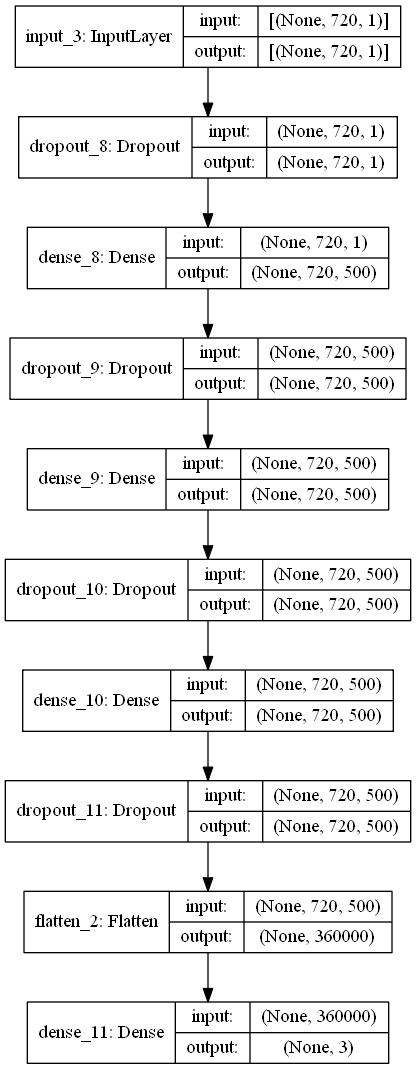 input_3: InputLayer
input: [(None, 720, 1)]
output: [(None, 720, 1)]
dropout_8: Dropout
input: (None, 720, 1)
output: (None, 720, 1)
dense_8: Dense
input: (None, 720, 1)
output: (None, 720, 500)
dropout_9: Dropout
input: (None, 720, 500)
output: (None, 720, 500)
dense_9: Dense
input: (None, 720, 500)
output: (None, 720, 500)
dropout_10: Dropout
input: (None, 720, 500)
output: (None, 720, 500)
dense_10: Dense
input: (None, 720, 500)
output: (None, 720, 500)
dropout_11: Dropout
input: (None, 720, 500)
output: (None, 720, 500)
flatten_2: Flatten
input: (None, 720, 500)
output: (None, 360000)
dense_11: Dense
input: (None, 360000)
output: (None, 3)